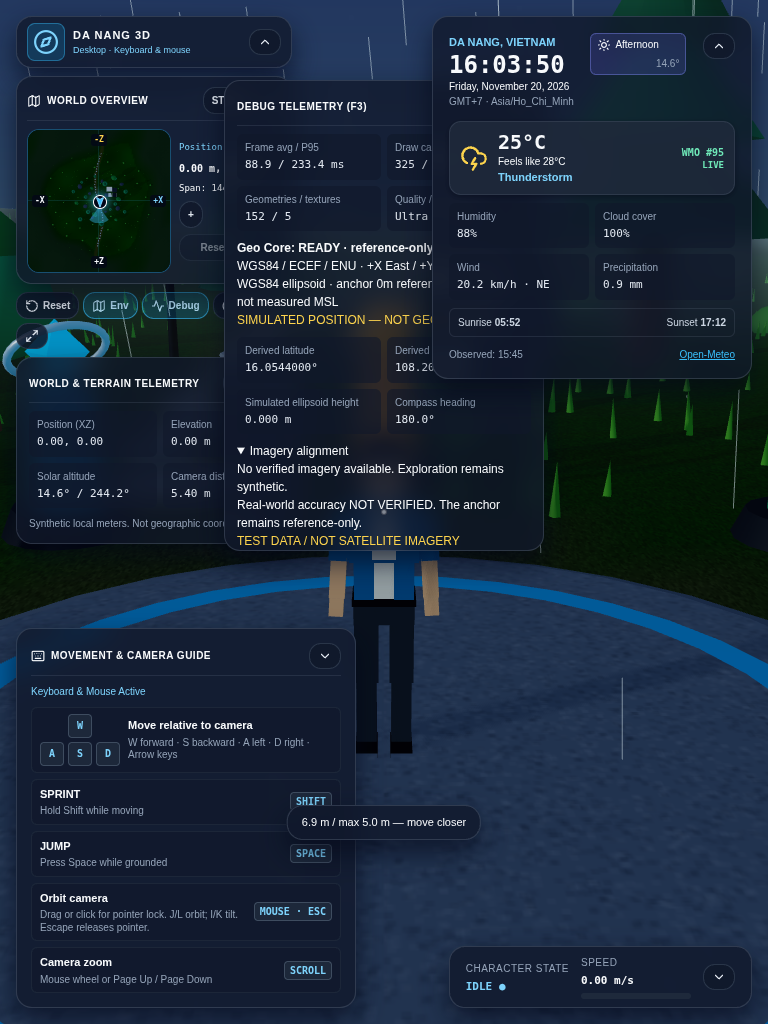 DA NANG 3D
Desktop · Keyboard & mouse
WORLD OVERVIEW
-Z
-X
+X
+Z
Position
0.00 m,
Span:
+
Rese
Reset
Env
Debug
WORLD & TERRAIN TELEMETRY
Position (XZ)
0.00, 0.00
Elevation
0.00 m
Solar altitude
14.6° / 244.2°
Camera dist
5.40 m
Synthetic local meters. Not geographic coor
DEBUG TELEMETRY (F3)
Frame avg / P95
88.9 / 233.4 ms
Draw ca
325 /
Geometries / textures
152 / 5
Quality /
Ultra
Geo Core: READY · reference-only
WGS84 / ECEF / ENU · +X East / +Y
WGS84 ellipsoid · anchor 0m refere
not measured MSL
SIMULATED POSITION — NOT GEO
Derived latitude
16.0544000°
Derived
108.20
Simulated ellipsoid height
0.000 m
Compass heading
180.0°
▼ Imagery alignment
No verified imagery available. Exploration remains
synthetic.
Real-world accuracy NOT VERIFIED. The anchor
remains reference-only.
TEST DATA / NOT SATELLITE IMAGERY
DA NANG, VIETNAM
16:03:50
Friday, November 20, 2026
GMT+7 · Asia/Ho_Chi_Minh
Afternoon
14.6°
25°C
Feels like 28°C
Thunderstorm
WMO #95
LIVE
Humidity
88%
Cloud cover
100%
Wind
20.2 km/h · NE
Precipitation
0.9 mm
Sunrise 05:52
Sunset 17:12
Observed: 15:45
Open-Meteo
MOVEMENT & CAMERA GUIDE
Keyboard & Mouse Active
W
A S D
Move relative to camera
W forward · S backward · A left · D right ·
Arrow keys
SPRINT
Hold Shift while moving
SHIFT
JUMP
Press Space while grounded
SPACE
Orbit camera
Drag or click for pointer lock. J/L orbit; I/K tilt.
Escape releases pointer.
MOUSE · ESC
Camera zoom
Mouse wheel or Page Up / Page Down
SCROLL
6.9 m / max 5.0 m — move closer
CHARACTER STATE
IDLE ●
SPEED
0.00 m/s